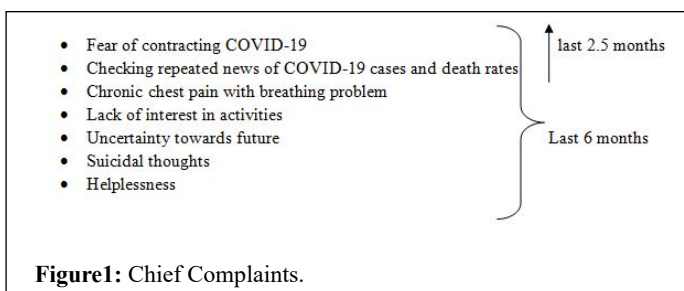 • Fear of contracting COVID-19
last 2.5 months
• Checking repeated news of COVID-19 cases and death rates
• Chronic chest pain with breathing problem
• Lack of interest in activities
• Uncertainty towards future
Last 6 months
• Suicidal thoughts
• Helplessness
Figure1: Chief Complaints.